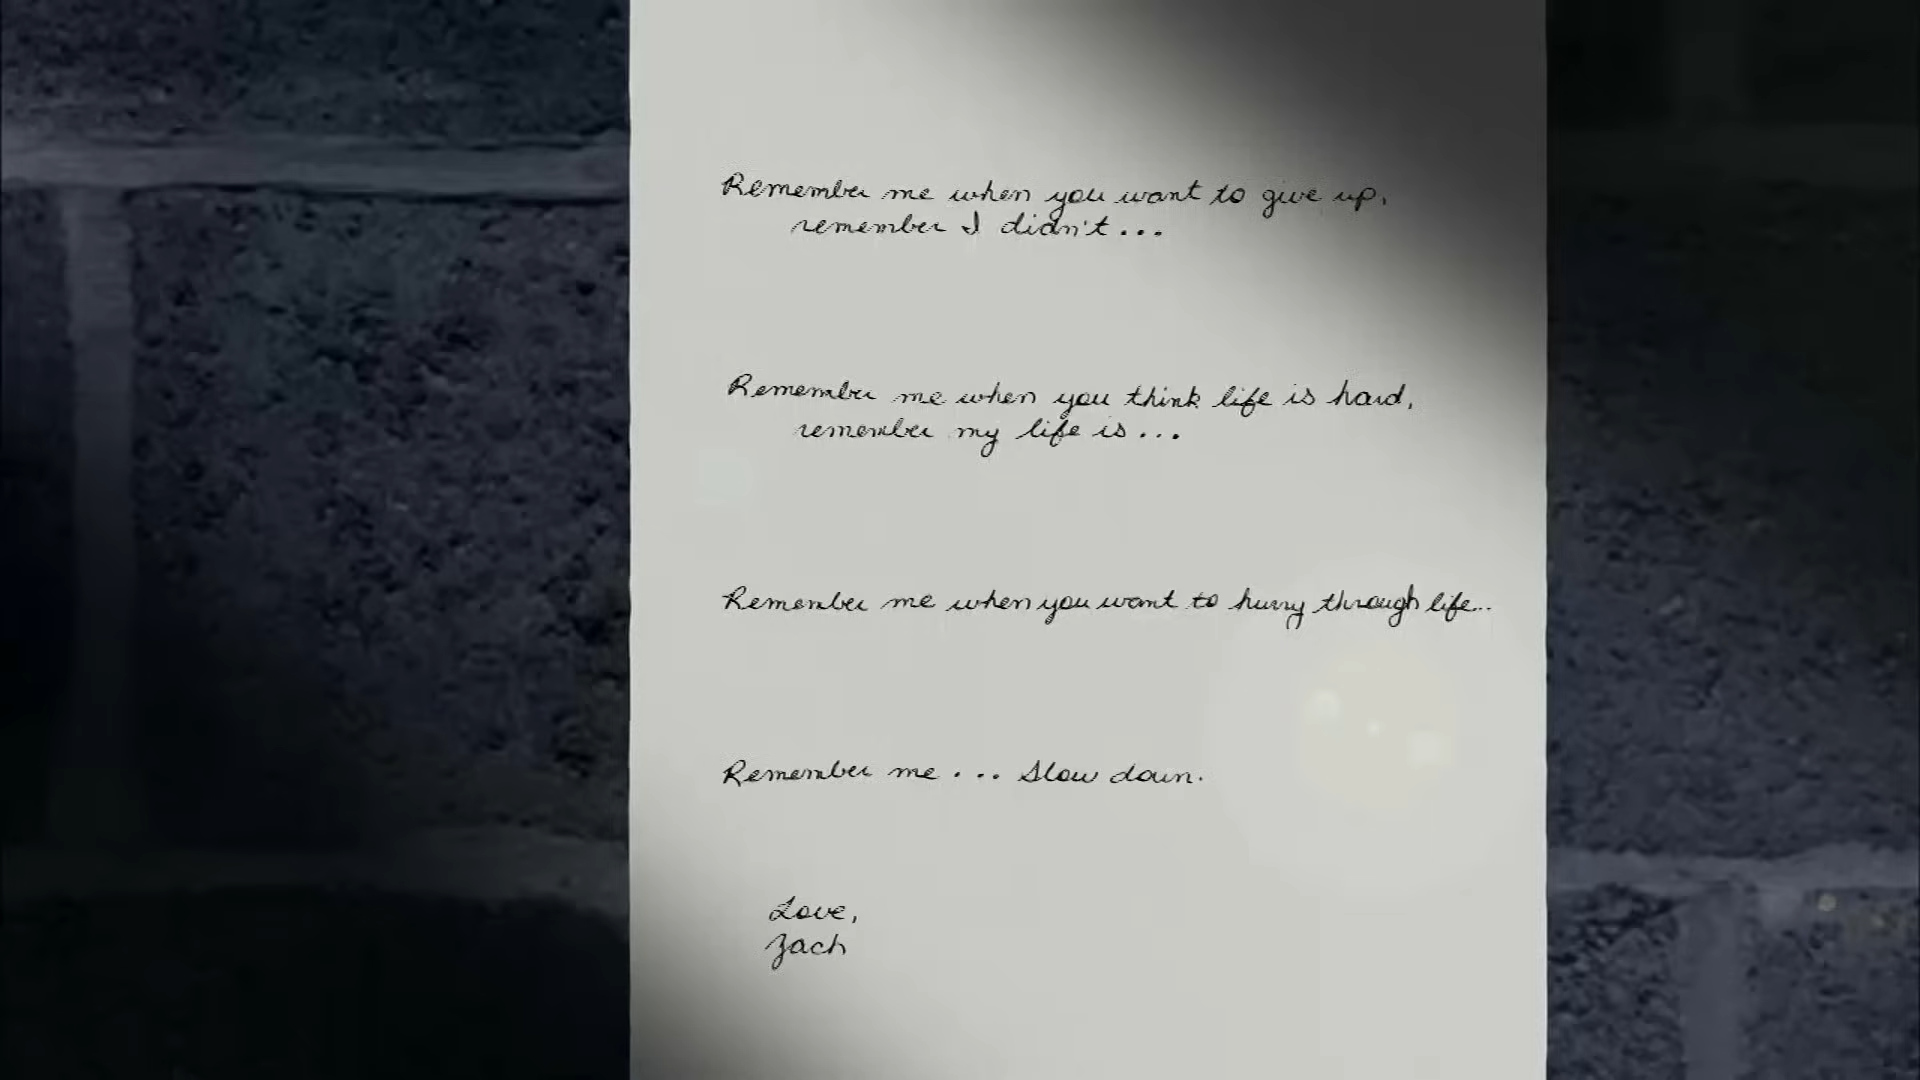 Remember me when you want to give up,
remember I didn't...
Remember me when you think life is hard,
remember my life is...
Remember me when you want to hurry through life...
Remember me... Slow down.
Love,
Zach